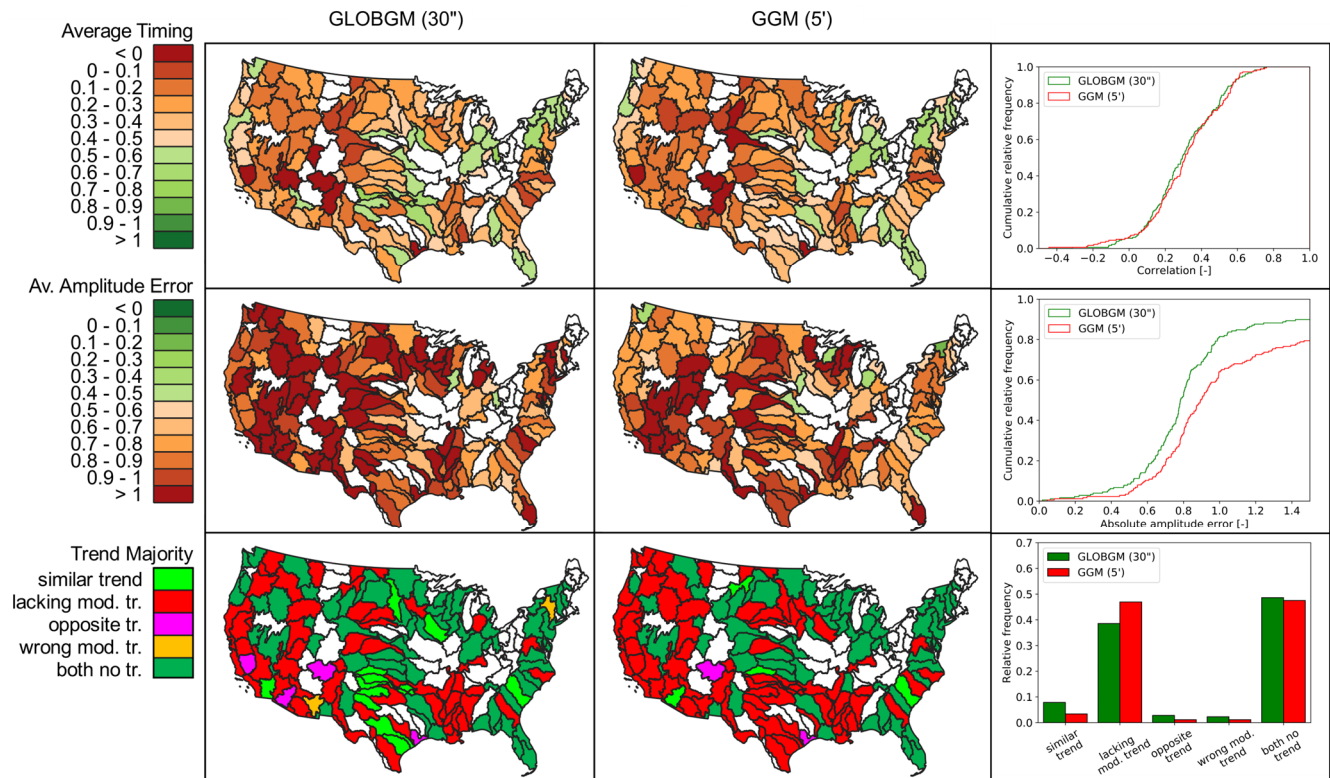 GLOBGM (30")
GGM (5')
Average Timing
< 0
0 - 0.1
0.1 - 0.2
0.2 - 0.3
0.3 - 0.4
0.4 - 0.5
0.5 - 0.6
0.6 - 0.7
0.7 - 0.8
0.8 - 0.9
0.9 - 1
> 1
Cumulative relative frequency
1.0
0.8
0.6
0.4
0.2
0.0
GLOBGM (30")
GGM (5')
−0.4 −0.2 0.0 0.2 0.4 0.6 0.8 1.0
Correlation [-]
Av. Amplitude Error
< 0
0 - 0.1
0.1 - 0.2
0.2 - 0.3
0.3 - 0.4
0.4 - 0.5
0.5 - 0.6
0.6 - 0.7
0.7 - 0.8
0.8 - 0.9
0.9 - 1
> 1
Cumulative relative frequency
1.0
0.8
0.6
0.4
0.2
0.0
GLOBGM (30")
GGM (5')
0.0 0.2 0.4 0.6 0.8 1.0 1.2 1.4
Absolute amplitude error [-]
Trend Majority
similar trend
lacking mod. tr.
opposite tr.
wrong mod. tr.
both no tr.
Relative frequency
0.7
0.6
0.5
0.4
0.3
0.2
0.1
0.0
GLOBGM (30")
GGM (5')
similar
trend
lacking
mod. trend
opposite
trend
wrong mod.
trend
both no
trend